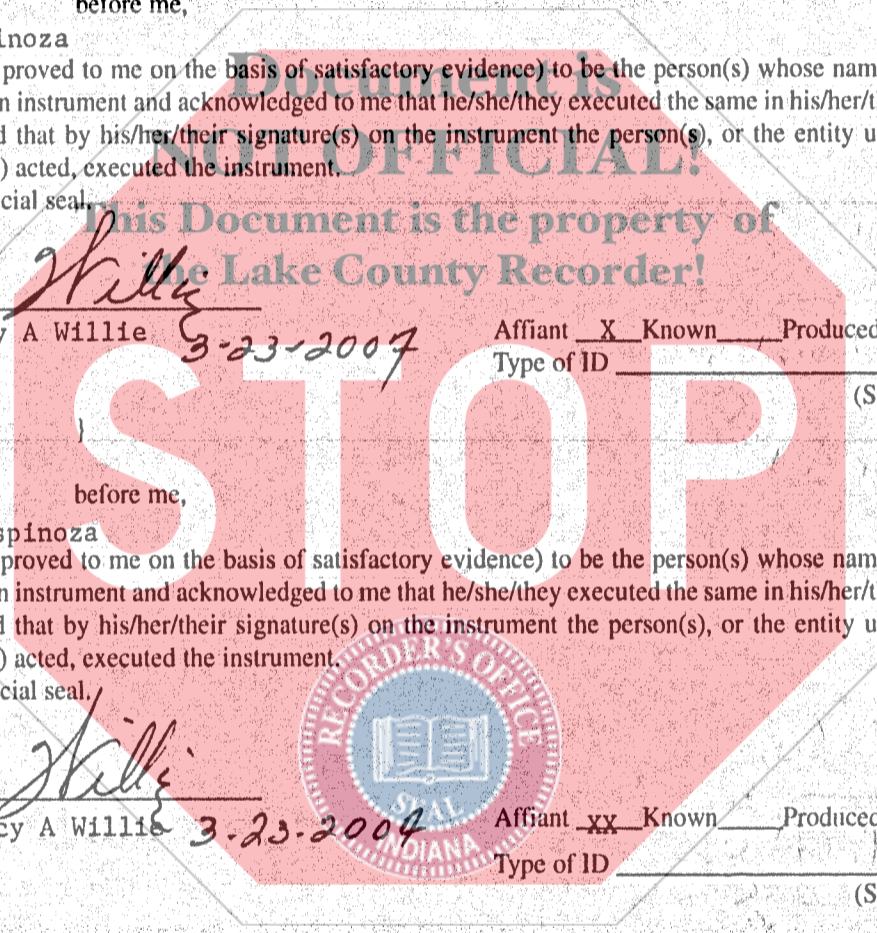 before me,
inoza
proved to me on the basis of satisfactory evidence) to be the person(s) whose nam
n instrument and acknowledged to me that he/she/they executed the same in his/her/t
d that by his/her/their signature(s) on the instrument the person(s), or the entity u
) acted, executed the instrument.
cial seal.
Document is
NOT OFFICIAL!
This Document is the property of
the Lake County Recorder!
Willie
y A Willie
3-23-2007
Affiant X Known Produced
Type of ID
(S
STOP
}
before me,
spinoza
proved to me on the basis of satisfactory evidence) to be the person(s) whose nam
n instrument and acknowledged to me that he/she/they executed the same in his/her/t
d that by his/her/their signature(s) on the instrument the person(s), or the entity u
) acted, executed the instrument.
cial seal.
RECORDER'S OFFICE
SEAL
INDIANA
Willie
cy A Willie
3-23-2007
Affiant xx Known Produced
Type of ID
(S